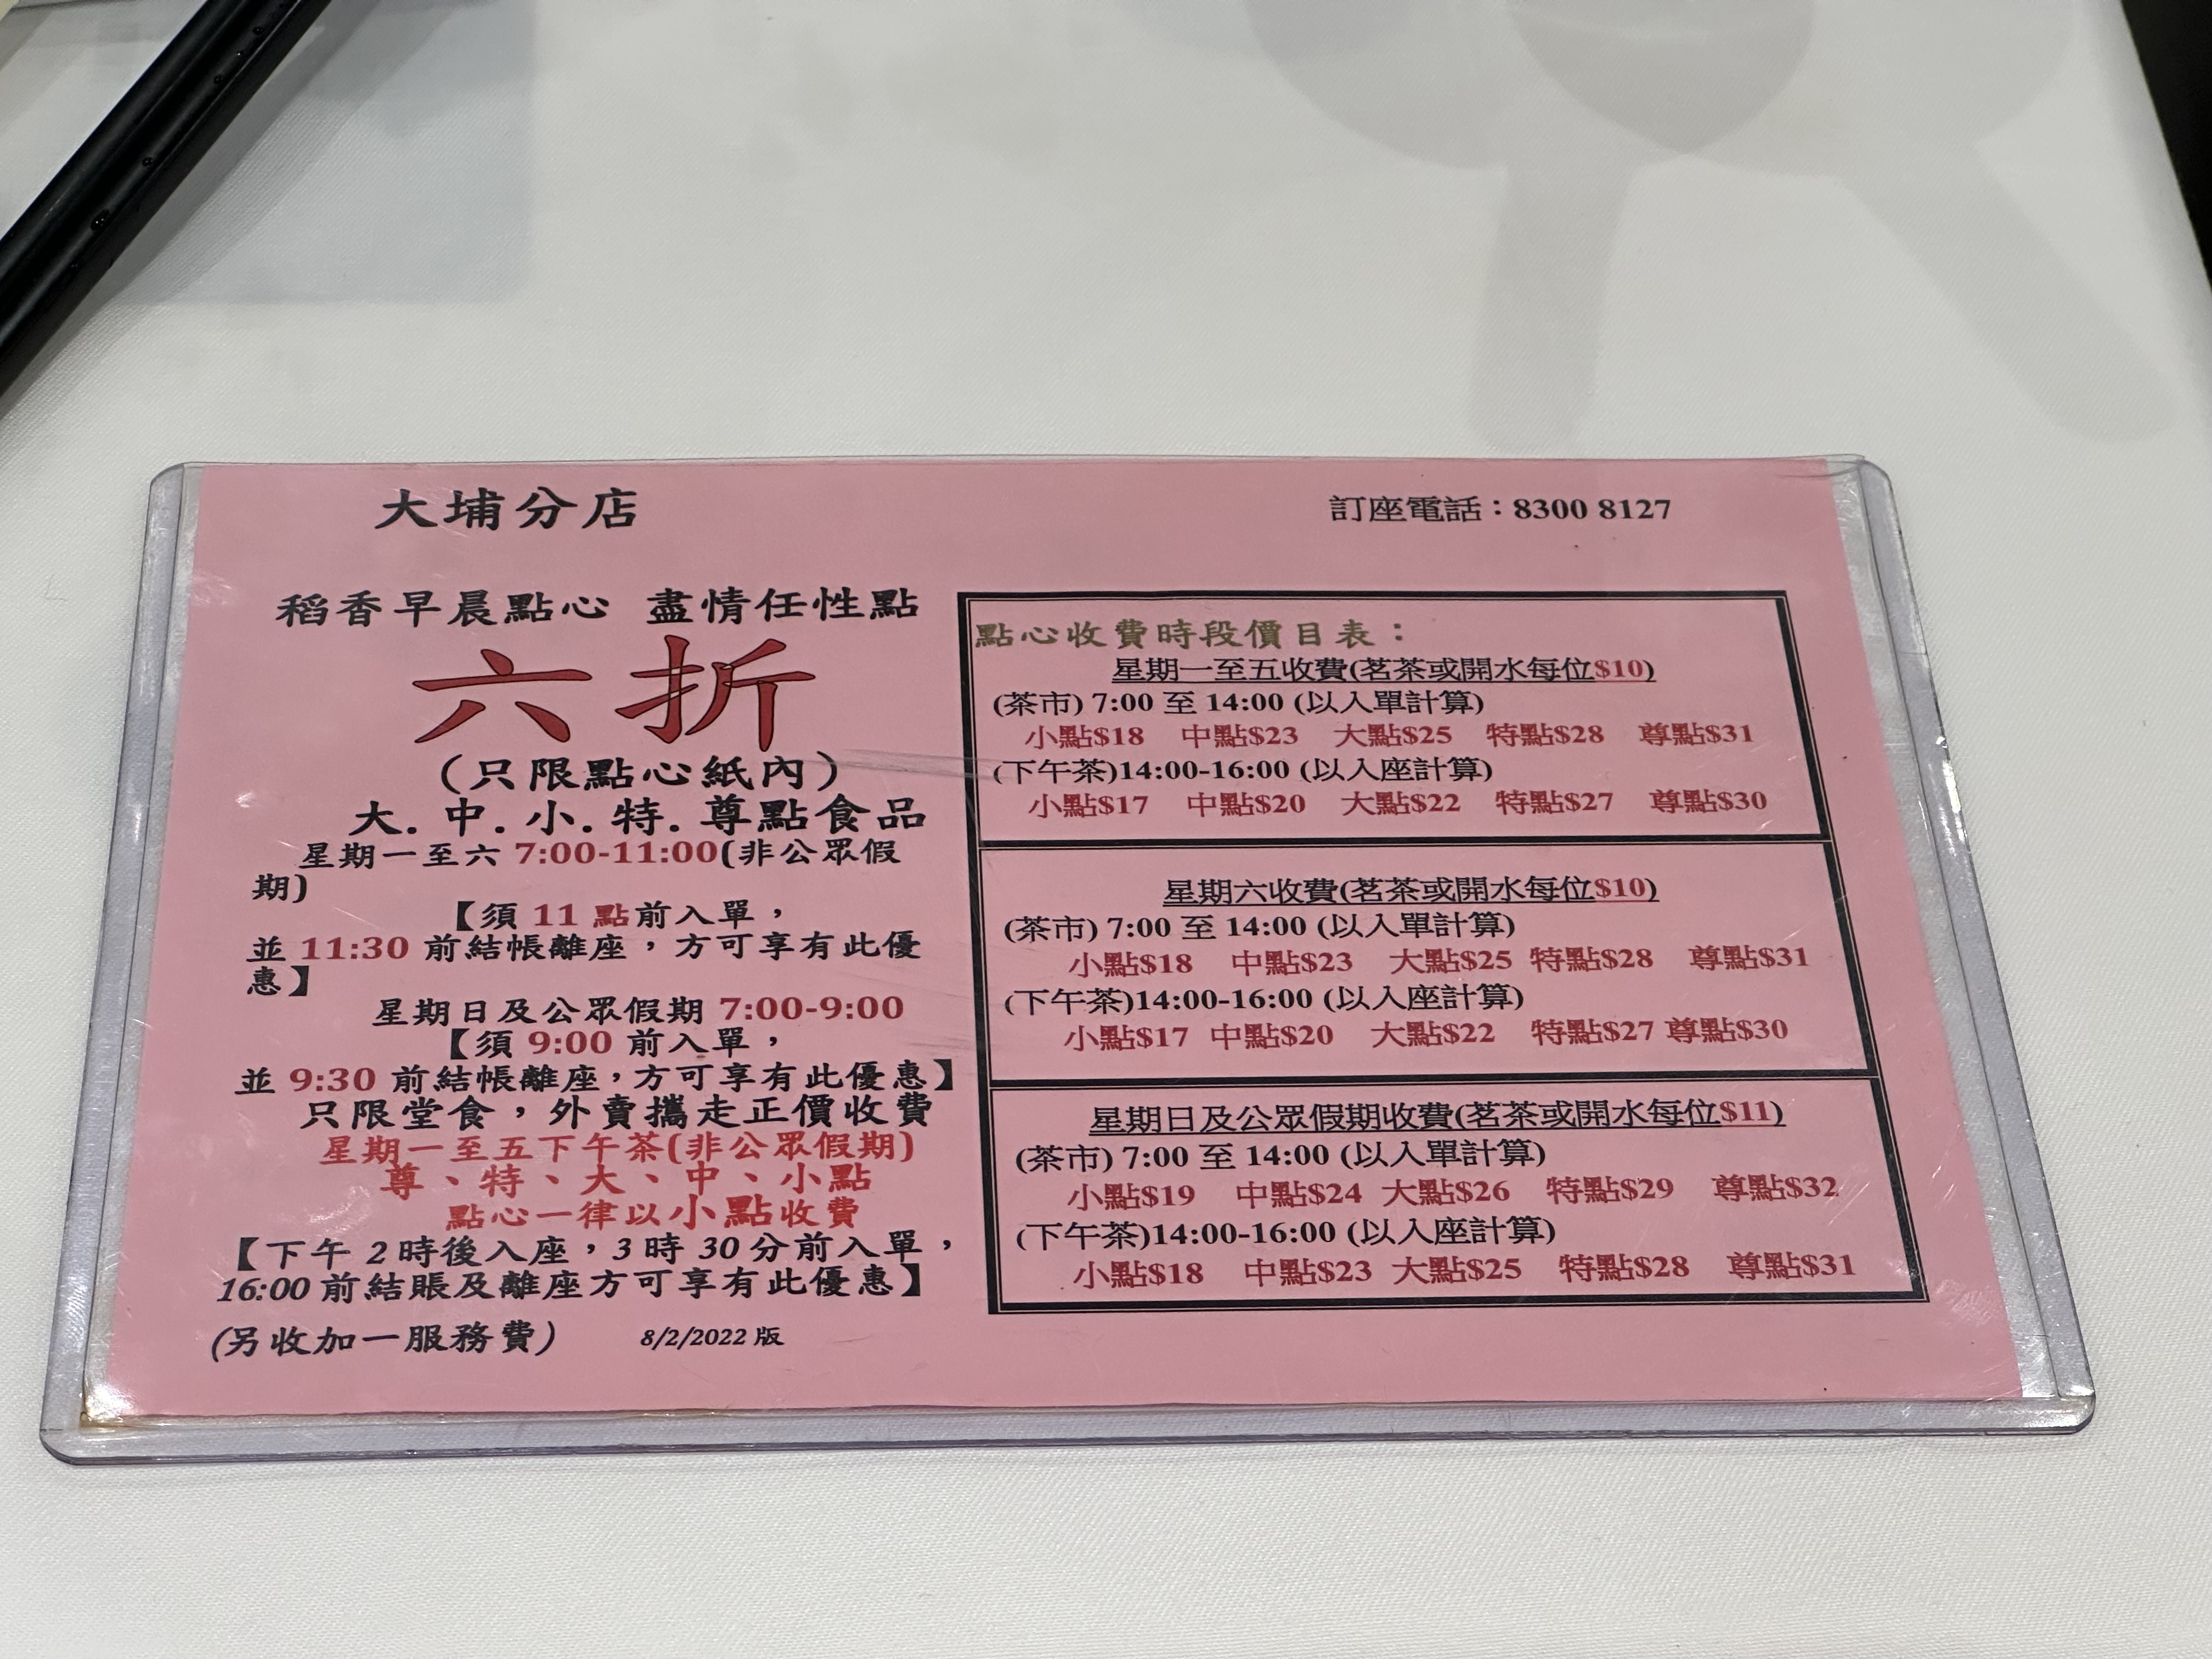 大埔分店
訂座電話：8300 8127
稻香早晨點心 盡情任性點
六折
（只限點心紙內）
大．中．小．特．尊點食品
星期一至六 7:00-11:00(非公眾假
期)
【須 11 點前入單，
並 11:30 前結帳離座，方可享有此優
惠】
星期日及公眾假期 7:00-9:00
【須 9:00 前入單，
並 9:30 前結帳離座，方可享有此優惠】
只限堂食，外賣攜走正價收費
星期一至五下午茶(非公眾假期)
尊、特、大、中、小點
點心一律以小點收費
【下午 2 時後入座，3 時 30 分前入單，
16:00 前結賬及離座方可享有此優惠】
(另收加一服務費)
8/2/2022 版
點心收費時段價目表：
星期一至五收費(茗茶或開水每位$10)
(茶市) 7:00 至 14:00 (以入單計算)
小點$18 中點$23 大點$25 特點$28 尊點$31
(下午茶)14:00-16:00 (以入座計算)
小點$17 中點$20 大點$22 特點$27 尊點$30
星期六收費(茗茶或開水每位$10)
(茶市) 7:00 至 14:00 (以入單計算)
小點$18 中點$23 大點$25 特點$28 尊點$31
(下午茶)14:00-16:00 (以入座計算)
小點$17 中點$20 大點$22 特點$27 尊點$30
星期日及公眾假期收費(茗茶或開水每位$11)
(茶市) 7:00 至 14:00 (以入單計算)
小點$19 中點$24 大點$26 特點$29 尊點$32
(下午茶)14:00-16:00 (以入座計算)
小點$18 中點$23 大點$25 特點$28 尊點$31